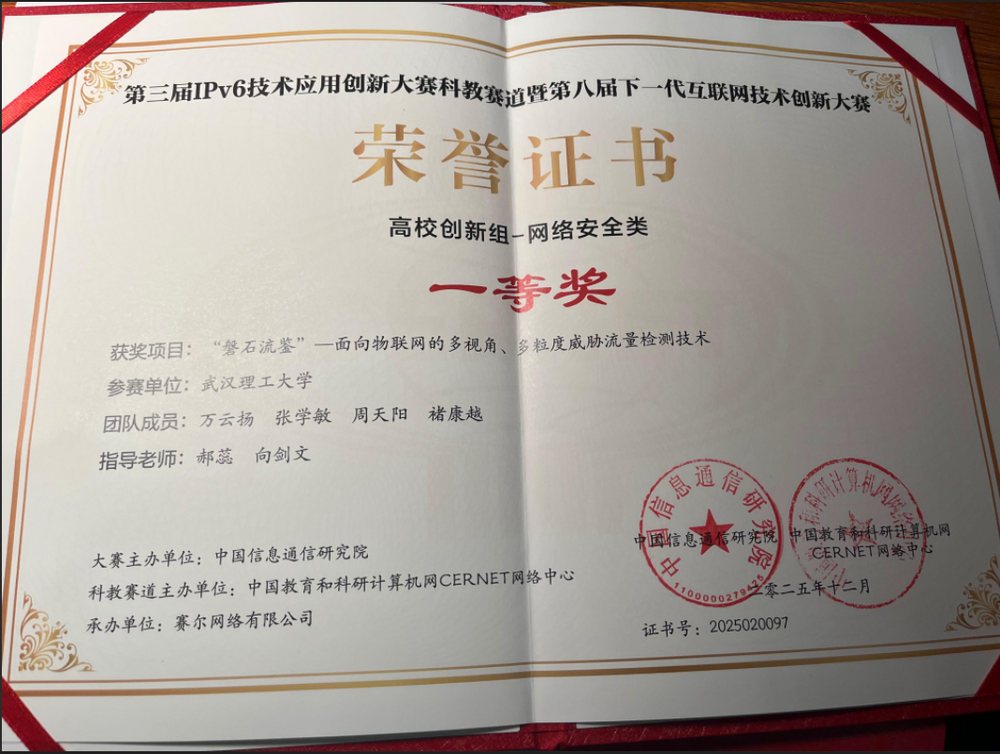 第三届IPv6技术应用创新大赛科教赛道暨第八届下一代互联网技术创新大赛
荣誉证书
高校创新组–网络安全类
一等奖
获奖项目：“磐石流鉴”—面向物联网的多视角、多粒度威胁流量检测技术
参赛单位：武汉理工大学
团队成员：万云扬 张学敏 周天阳 褚康越
指导老师：郝蕊 向剑文
大赛主办单位：中国信息通信研究院
科教赛道主办单位：中国教育和科研计算机网CERNET网络中心
承办单位：赛尔网络有限公司
中国信息通信研究院
中国信息通信研究院 中国教育和科研计算机网
CERNET网络中心
二零二五年十二月
证书号：2025020097